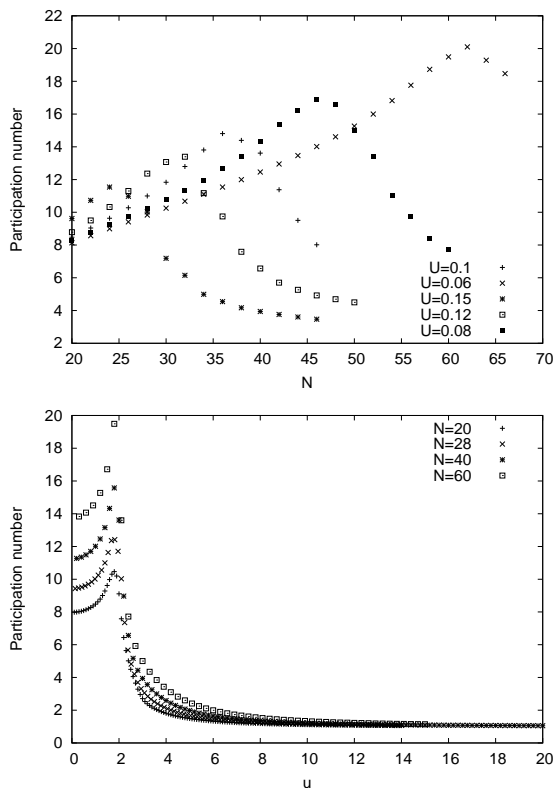 22
20
18
16
14
12
10
8
6
4
2
Participation number
20 25 30 35 40 45 50 55 60 65 70
N
U=0.1
U=0.06
U=0.15
U=0.12
U=0.08
20
18
16
14
12
10
8
6
4
2
0
Participation number
0 2 4 6 8 10 12 14 16 18 20
u
N=20
N=28
N=40
N=60